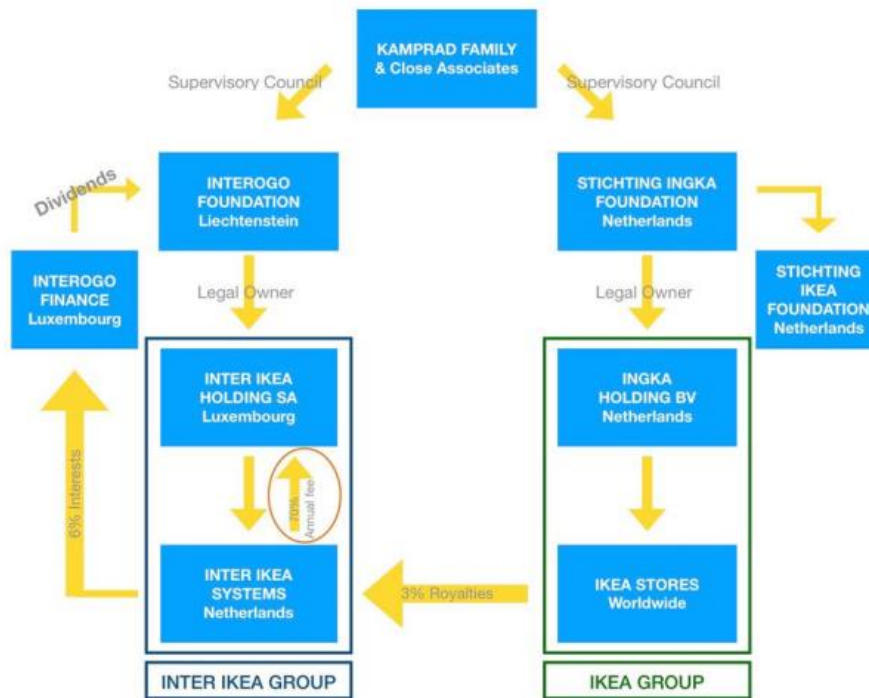 KAMPRAD FAMILY
& Close Associates
Supervisory Council
Supervisory Council
Dividends
INTEROGO
FOUNDATION
Liechtenstein
STICHTING INGKA
FOUNDATION
Netherlands
INTEROGO
FINANCE
Luxembourg
STICHTING
IKEA
FOUNDATION
Netherlands
Legal Owner
Legal Owner
INTER IKEA
HOLDING SA
Luxembourg
INGKA
HOLDING BV
Netherlands
6% Interests
70%
Annual fee
INTER IKEA
SYSTEMS
Netherlands
3% Royalties
IKEA STORES
Worldwide
INTER IKEA GROUP
IKEA GROUP